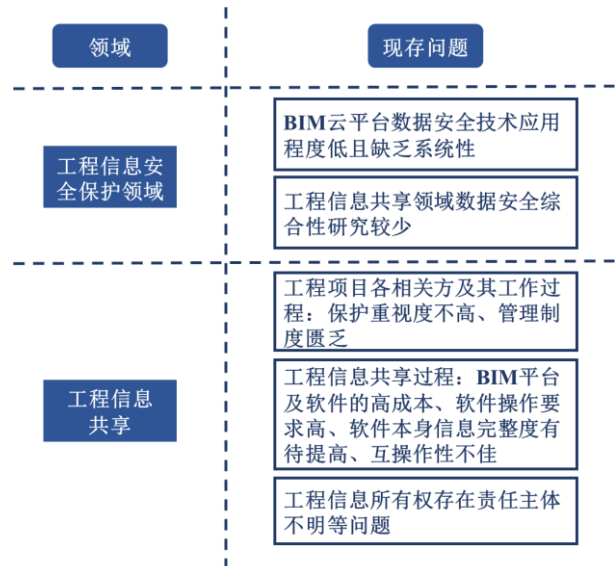 领域
现存问题
工程信息安
全保护领域
BIM云平台数据安全技术应用
程度低且缺乏系统性
工程信息共享领域数据安全综
合性研究较少
工程信息
共享
工程项目各相关方及其工作过
程：保护重视度不高、管理制
度匮乏
工程信息共享过程：BIM平台
及软件的高成本、软件操作要
求高、软件本身信息完整度有
待提高、互操作性不佳
工程信息所有权存在责任主体
不明等问题